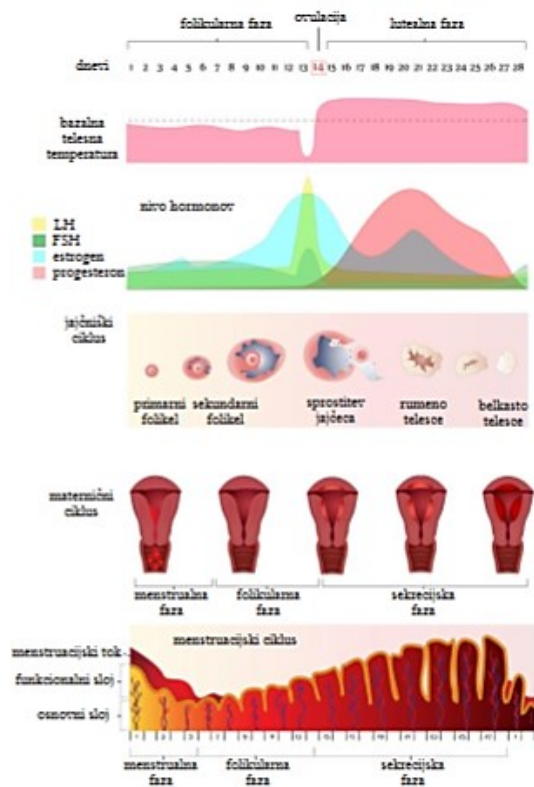 ovulacija
folikularna faza
lutealna faza
dnevi
1 2 3 4 5 6 7 8 9 10 11 12 13 14 15 16 17 18 19 20 21 22 23 24 25 26 27 28
bazalna
telesna
temperatura
nivo hormonov
LH
FSH
estrogen
progesteron
jajčniški
ciklus
primarni
folikel
sekundarni
folikel
sprostitev
jajčeca
rumeno
telesce
belkasto
telesce
maternični
ciklus
menstrualna
faza
folikularna
faza
sekrecijska
faza
menstruacijski ciklus
menstruacijski tok
funkcionalni sloj
osnovni sloj
menstrualna
faza
folikularna
faza
sekrecijska
faza